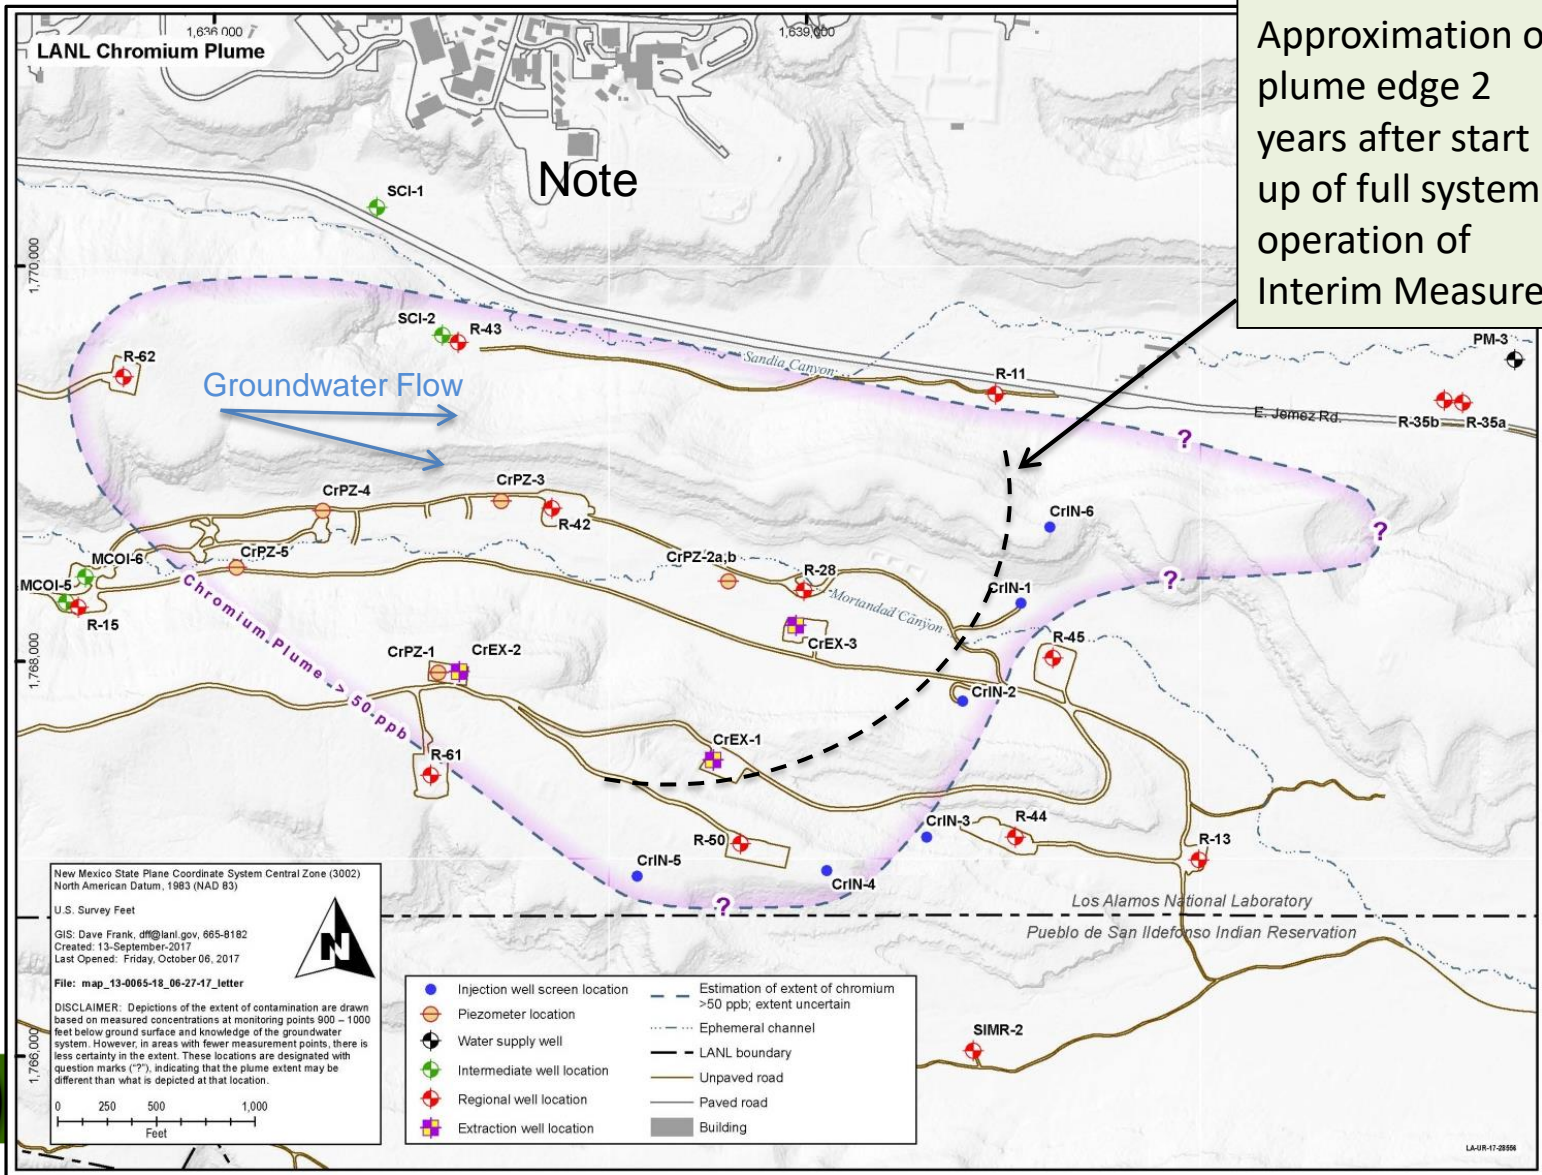 Approximation o
plume edge 2
years after start
up of full system
operation of
Interim Measure
1,636,000
1,639,000
LANL Chromium Plume
Note
SCI-1
1,770,000
SCI-2
R-43
PM-3
R-62
Sandia Canyon
Groundwater Flow
R-11
E. Jemez Rd.
R-35b
R-35a
?
CrPZ-3
CrPZ-4
R-42
CrIN-6
?
CrPZ-5
MCOI-6
CrPZ-2a,b
R-28
?
MCOI-5
CrIN-1
Mortandad Canyon
R-15
Chromium Plume > 50 ppb
CrEX-3
R-45
CrPZ-1
CrEX-2
1,768,000
CrIN-2
CrEX-1
R-61
CrIN-3
R-44
R-50
R-13
CrIN-5
CrIN-4
?
Los Alamos National Laboratory
Pueblo de San Ildefonso Indian Reservation
New Mexico State Plane Coordinate System Central Zone (3002)
North American Datum, 1983 (NAD 83)
U.S. Survey Feet
GIS: Dave Frank, dff@lanl.gov, 665-8182
Created: 13-September-2017
Last Opened: Friday, October 06, 2017
File: map_13-0065-18_06-27-17_letter
N
DISCLAIMER: Depictions of the extent of contamination are drawn
based on measured concentrations at monitoring points 900 – 1000
feet below ground surface and knowledge of the groundwater
system. However, in areas with fewer measurement points, there is
less certainty in the extent. These locations are designated with
question marks ("?"), indicating that the plume extent may be
different than what is depicted at that location.
0 250 500 1,000
Feet
1,766,000
Injection well screen location
Piezometer location
Water supply well
Intermediate well location
Regional well location
Extraction well location
Estimation of extent of chromium
>50 ppb; extent uncertain
Ephemeral channel
LANL boundary
Unpaved road
Paved road
Building
SIMR-2
LA-UR-17-28556